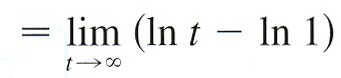 = lim (ln t − ln 1)
t→∞